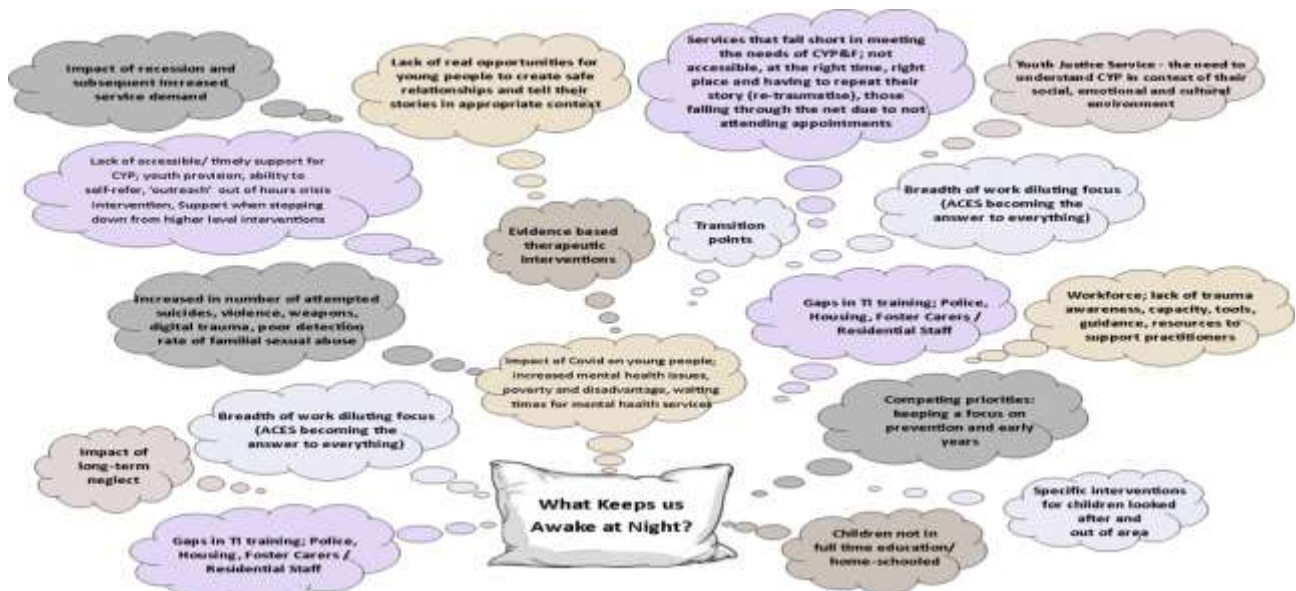 Impact of recession and
subsequent increased
service demand
Lack of real opportunities for
young people to create safe
relationships and tell their
stories in appropriate context
Services that fall short in meeting
the needs of CYP&F; not
accessible, at the right time, right
place and having to repeat their
story (re-traumatise), those
falling through the net due to not
attending appointments
Youth Justice Service - the need to
understand CYP in context of their
social, emotional and cultural
environment
Lack of accessible/ timely support for
CYP; youth provision, ability to
self-refer, 'outreach' out of hours crisis
intervention, Support when stepping
down from higher level interventions
Evidence based
therapeutic
interventions
Transition
points
Breadth of work diluting focus
(ACES becoming the
answer to everything)
Increased in number of attempted
suicides, violence, weapons,
digital trauma, poor detection
rate of familial sexual abuse
Impact of Covid on young people;
increased mental health issues,
poverty and disadvantage, waiting
times for mental health services
Gaps in TI training; Police,
Housing, Foster Carers /
Residential Staff
Workforce; lack of trauma
awareness, capacity, tools,
guidance, resources to
support practitioners
Breadth of work diluting focus
(ACES becoming the
answer to everything)
Competing priorities:
keeping a focus on
prevention and early
years
Impact of
long-term
neglect
What Keeps us
Awake at Night?
Specific interventions
for children looked
after and
out of area
Gaps in TI training; Police,
Housing, Foster Carers /
Residential Staff
Children not in
full time education/
home-schooled